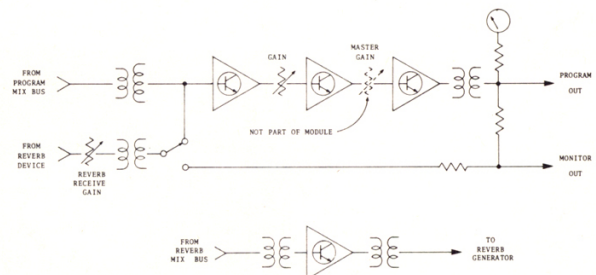 GAIN
MASTER
GAIN
FROM
PROGRAM
MIX BUS
PROGRAM
OUT
NOT PART OF MODULE
FROM
REVERB
DEVICE
REVERB
RECEIVE
GAIN
MONITOR
OUT
FROM
REVERB
MIX BUS
TO
REVERB
GENERATOR